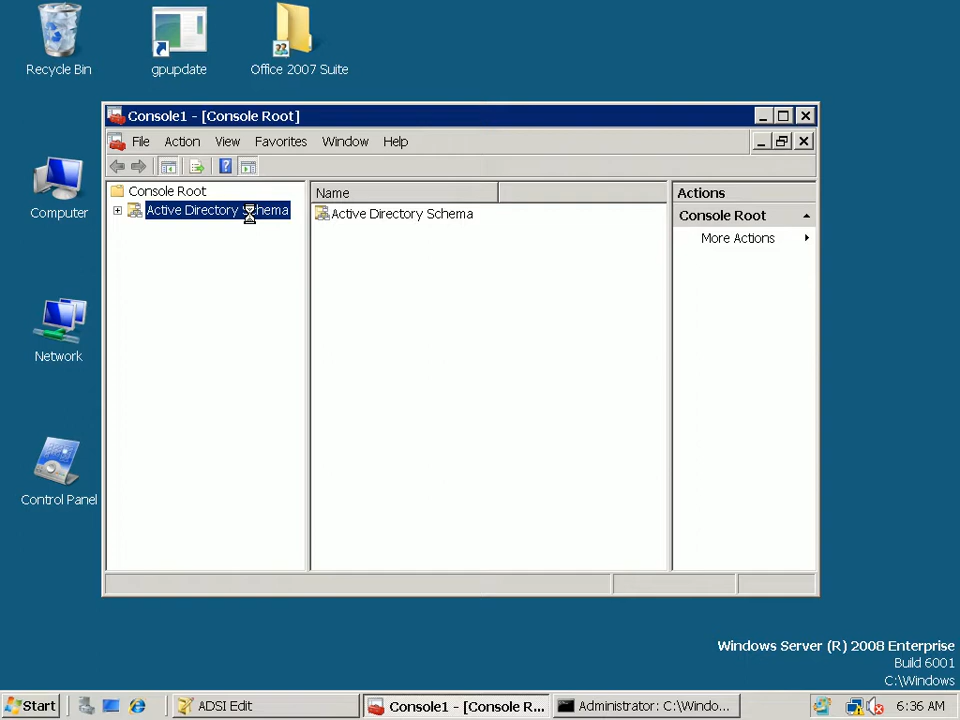 Recycle Bin
gpupdate
Office 2007 Suite
Console1 - [Console Root]
File Action View Favorites Window Help
Console Root
Active Directory Schema
Name
Active Directory Schema
Actions
Console Root
More Actions
Computer
Network
Control Panel
Windows Server (R) 2008 Enterprise
Build 6001
C:\Windows
Start
ADSI Edit
Console1 - [Console R...
Administrator: C:\Windo...
6:36 AM